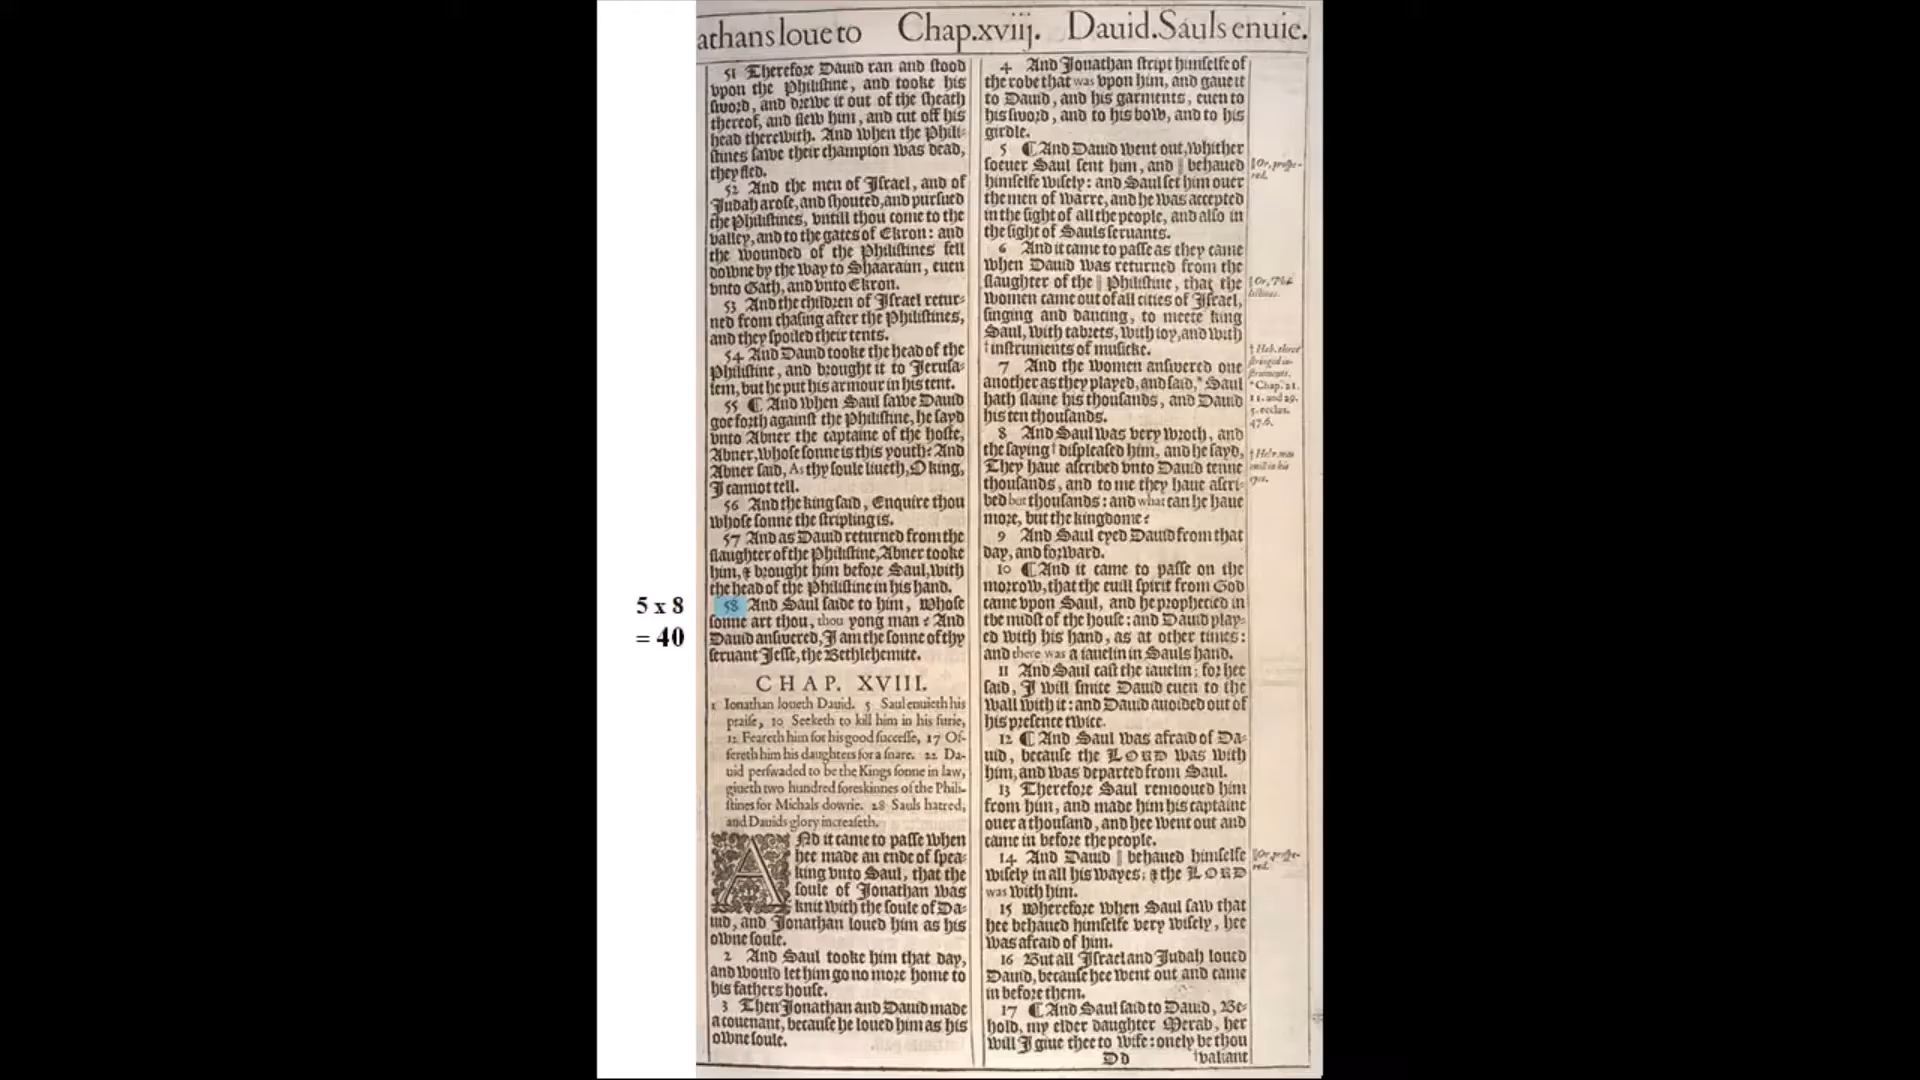 athans loue to Chap.xviij. Dauid. Sauls enuie.
51 Therefore Dauid ran and stood
vpon the Philistine, and tooke his
sword, and drewe it out of the sheath
thereof, and slew him, and cut off his
head therewith. And when the Phili-
stines sawe their champion was dead,
they fled.
52 And the men of Israel, and of
Judah arose, and shouted, and pursued
the Philistines, vntill thou come to the
valley, and to the gates of Ekron: and
the wounded of the Philistines fell
downe by the way to Shaaraim, euen
vnto Gath, and vnto Ekron.
53 And the children of Israel retur-
ned from chasing after the Philistines,
and they spoiled their tents.
54 And Dauid tooke the head of the
Philistine, and brought it to Jerusa-
lem, but he put his armour in his tent.
55 ¶ And when Saul sawe Dauid
goe forth against the Philistine, he sayd
vnto Abner the captaine of the hoste,
Abner, whose sonne is this youth? And
Abner said, As thy soule liueth, O king,
I cannot tell.
56 And the king said, Enquire thou
whose sonne the stripling is.
57 And as Dauid returned from the
slaughter of the Philistine, Abner tooke
him, & brought him before Saul, with
the head of the Philistine in his hand.
5 x 8
= 40
58 And Saul saide to him, Whose
sonne art thou, thou yong man? And
Dauid answered, I am the sonne of thy
seruant Jesse, the Bethlehemite.
CHAP. XVIII.
1 Ionathan loueth Dauid. 5 Saul enuieth his
praise, 10 Seeketh to kill him in his furie,
12 Feareth him for his good successe, 17 Of-
fereth him his daughters for a snare. 22 Da-
uid perswaded to be the Kings sonne in law,
giueth two hundred foreskinnes of the Phili-
stines for Michals dowrie. 28 Sauls hatred,
and Dauids glory increaseth.
AND it came to passe when
hee made an ende of spea-
king vnto Saul, that the
soule of Jonathan was
knit with the soule of Da-
uid, and Jonathan loued him as his
owne soule.
2 And Saul tooke him that day,
and would let him go no more home to
his fathers house.
3 Then Jonathan and Dauid made
a couenant, because he loued him as his
owne soule.
4 And Jonathan stript himselfe of
the robe that was vpon him, and gaue it
to Dauid, and his garments, euen to
his sword, and to his bow, and to his
girdle.
5 ¶ And Dauid went out, whither
soeuer Saul sent him, and || behaued
himselfe wisely: and Saul set him ouer
the men of warre, and he was accepted
in the sight of all the people, and also in
the sight of Sauls seruants.
6 And it came to passe as they came
when Dauid was returned from the
slaughter of the || Philistine, that the
women came out of all cities of Israel,
singing and dancing, to meete king
Saul, with tabrets, with ioy, and with
† instruments of musicke.
7 And the women answered one
another as they played, and said, * Saul
hath slaine his thousands, and Dauid
his ten thousands.
8 And Saul was very wroth, and
the saying † displeased him, and he sayd,
They haue ascribed vnto Dauid tenne
thousands, and to me they haue ascri-
bed but thousands: and what can he haue
more, but the kingdome?
9 And Saul eyed Dauid from that
day, and forward.
10 ¶ And it came to passe on the
morrow, that the euill spirit from God
came vpon Saul, and he prophecied in
the midst of the house: and Dauid play-
ed with his hand, as at other times:
and there was a iauelin in Sauls hand.
11 And Saul cast the iauelin; for hee
said, I will smite Dauid euen to the
wall with it: and Dauid auoided out of
his presence twice.
12 ¶ And Saul was afraid of Da-
uid, because the LORD was with
him, and was departed from Saul.
13 Therefore Saul remooued him
from him, and made him his captaine
ouer a thousand, and hee went out and
came in before the people.
14 And Dauid || behaued himselfe
wisely in all his wayes; & the LORD
was with him.
15 Wherefore when Saul saw that
hee behaued himselfe very wisely, hee
was afraid of him.
16 But all Israel and Judah loued
Dauid, because hee went out and came
in before them.
17 ¶ And Saul said to Dauid, Be-
hold, my elder daughter Merab, her
will I giue thee to wife: onely be thou
Dd † valiant
|| Or, prospe-
red.
|| Or, Phi-
listines.
† Heb. three
stringed in-
struments.
* Chap. 21.
11. and 29.
5. ecclus.
47.6.
† Hebr. was
euill in his
eyes.
|| Or, prospe-
red.